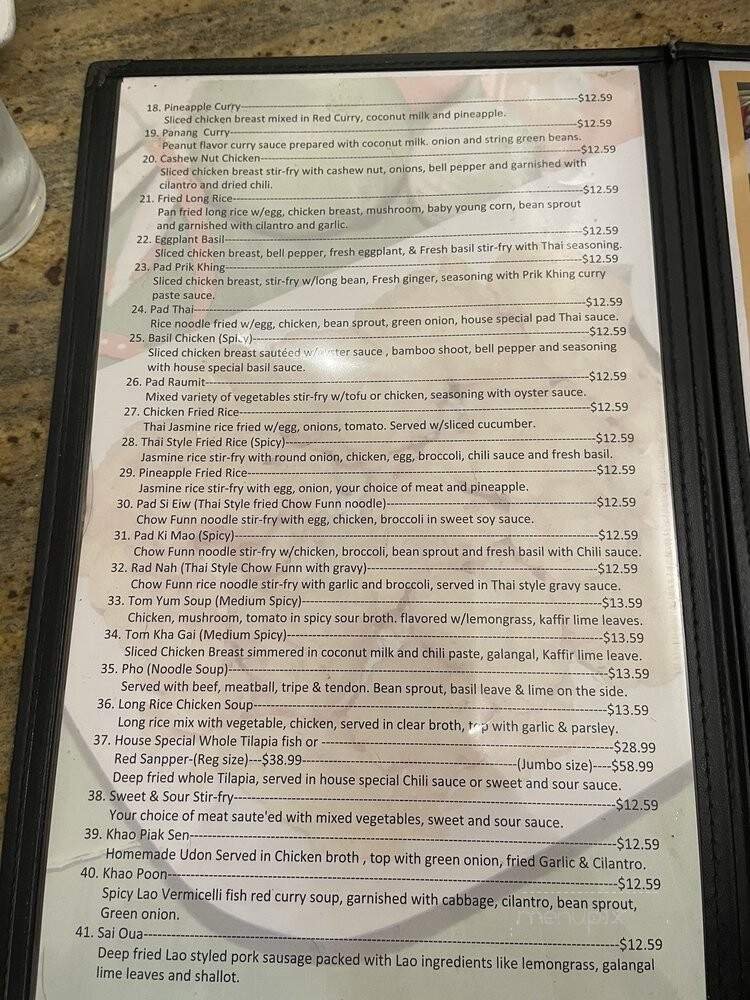 18. Pineapple Curry---$12.59
Sliced chicken breast mixed in Red Curry, coconut milk and pineapple.
19. Panang Curry---$12.59
Peanut flavor curry sauce prepared with coconut milk. onion and string green beans.
20. Cashew Nut Chicken---$12.59
Sliced chicken breast stir-fry with cashew nut, onions, bell pepper and garnished with
cilantro and dried chili.
21. Fried Long Rice---$12.59
Pan fried long rice w/egg, chicken breast, mushroom, baby young corn, bean sprout
and garnished with cilantro and garlic.
22. Eggplant Basil---$12.59
Sliced chicken breast, bell pepper, fresh eggplant, & Fresh basil stir-fry with Thai seasoning.
23. Pad Prik Khing---$12.59
Sliced chicken breast, stir-fry w/long bean, Fresh ginger, seasoning with Prik Khing curry
paste sauce.
24. Pad Thai---$12.59
Rice noodle fried w/egg, chicken, bean sprout, green onion, house special pad Thai sauce.
25. Basil Chicken (Spicy)---$12.59
Sliced chicken breast sautéed w/oyster sauce , bamboo shoot, bell pepper and seasoning
with house special basil sauce.
26. Pad Raumit---$12.59
Mixed variety of vegetables stir-fry w/tofu or chicken, seasoning with oyster sauce.
27. Chicken Fried Rice---$12.59
Thai Jasmine rice fried w/egg, onions, tomato. Served w/sliced cucumber.
28. Thai Style Fried Rice (Spicy)---$12.59
Jasmine rice stir-fry with round onion, chicken, egg, broccoli, chili sauce and fresh basil.
29. Pineapple Fried Rice---$12.59
Jasmine rice stir-fry with egg, onion, your choice of meat and pineapple.
30. Pad Si Eiw (Thai Style fried Chow Funn noodle)---$12.59
Chow Funn noodle stir-fry with egg, chicken, broccoli in sweet soy sauce.
31. Pad Ki Mao (Spicy)---$12.59
Chow Funn noodle stir-fry w/chicken, broccoli, bean sprout and fresh basil with Chili sauce.
32. Rad Nah (Thai Style Chow Funn with gravy)---$12.59
Chow Funn rice noodle stir-fry with garlic and broccoli, served in Thai style gravy sauce.
33. Tom Yum Soup (Medium Spicy)---$13.59
Chicken, mushroom, tomato in spicy sour broth. flavored w/lemongrass, kaffir lime leaves.
34. Tom Kha Gai (Medium Spicy)---$13.59
Sliced Chicken Breast simmered in coconut milk and chili paste, galangal, Kaffir lime leave.
35. Pho (Noodle Soup)---$13.59
Served with beef, meatball, tripe & tendon. Bean sprout, basil leave & lime on the side.
36. Long Rice Chicken Soup---$13.59
Long rice mix with vegetable, chicken, served in clear broth, top with garlic & parsley.
37. House Special Whole Tilapia fish or ---$28.99
Red Sanpper-(Reg size)---$38.99---(Jumbo size)----$58.99
Deep fried whole Tilapia, served in house special Chili sauce or sweet and sour sauce.
38. Sweet & Sour Stir-fry---$12.59
Your choice of meat saute'ed with mixed vegetables, sweet and sour sauce.
39. Khao Piak Sen---$12.59
Homemade Udon Served in Chicken broth , top with green onion, fried Garlic & Cilantro.
40. Khao Poon---$12.59
Spicy Lao Vermicelli fish red curry soup, garnished with cabbage, cilantro, bean sprout,
Green onion.
41. Sai Oua---$12.59
Deep fried Lao styled pork sausage packed with Lao ingredients like lemongrass, galangal
lime leaves and shallot.